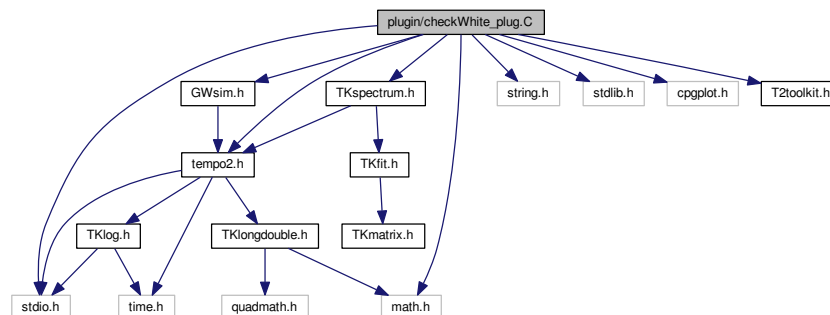 plugin/checkWhite_plug.C
GWsim.h
TKspectrum.h
string.h
stdlib.h
cpgplot.h
T2toolkit.h
tempo2.h
TKfit.h
TKlog.h
TKlongdouble.h
TKmatrix.h
stdio.h
time.h
quadmath.h
math.h